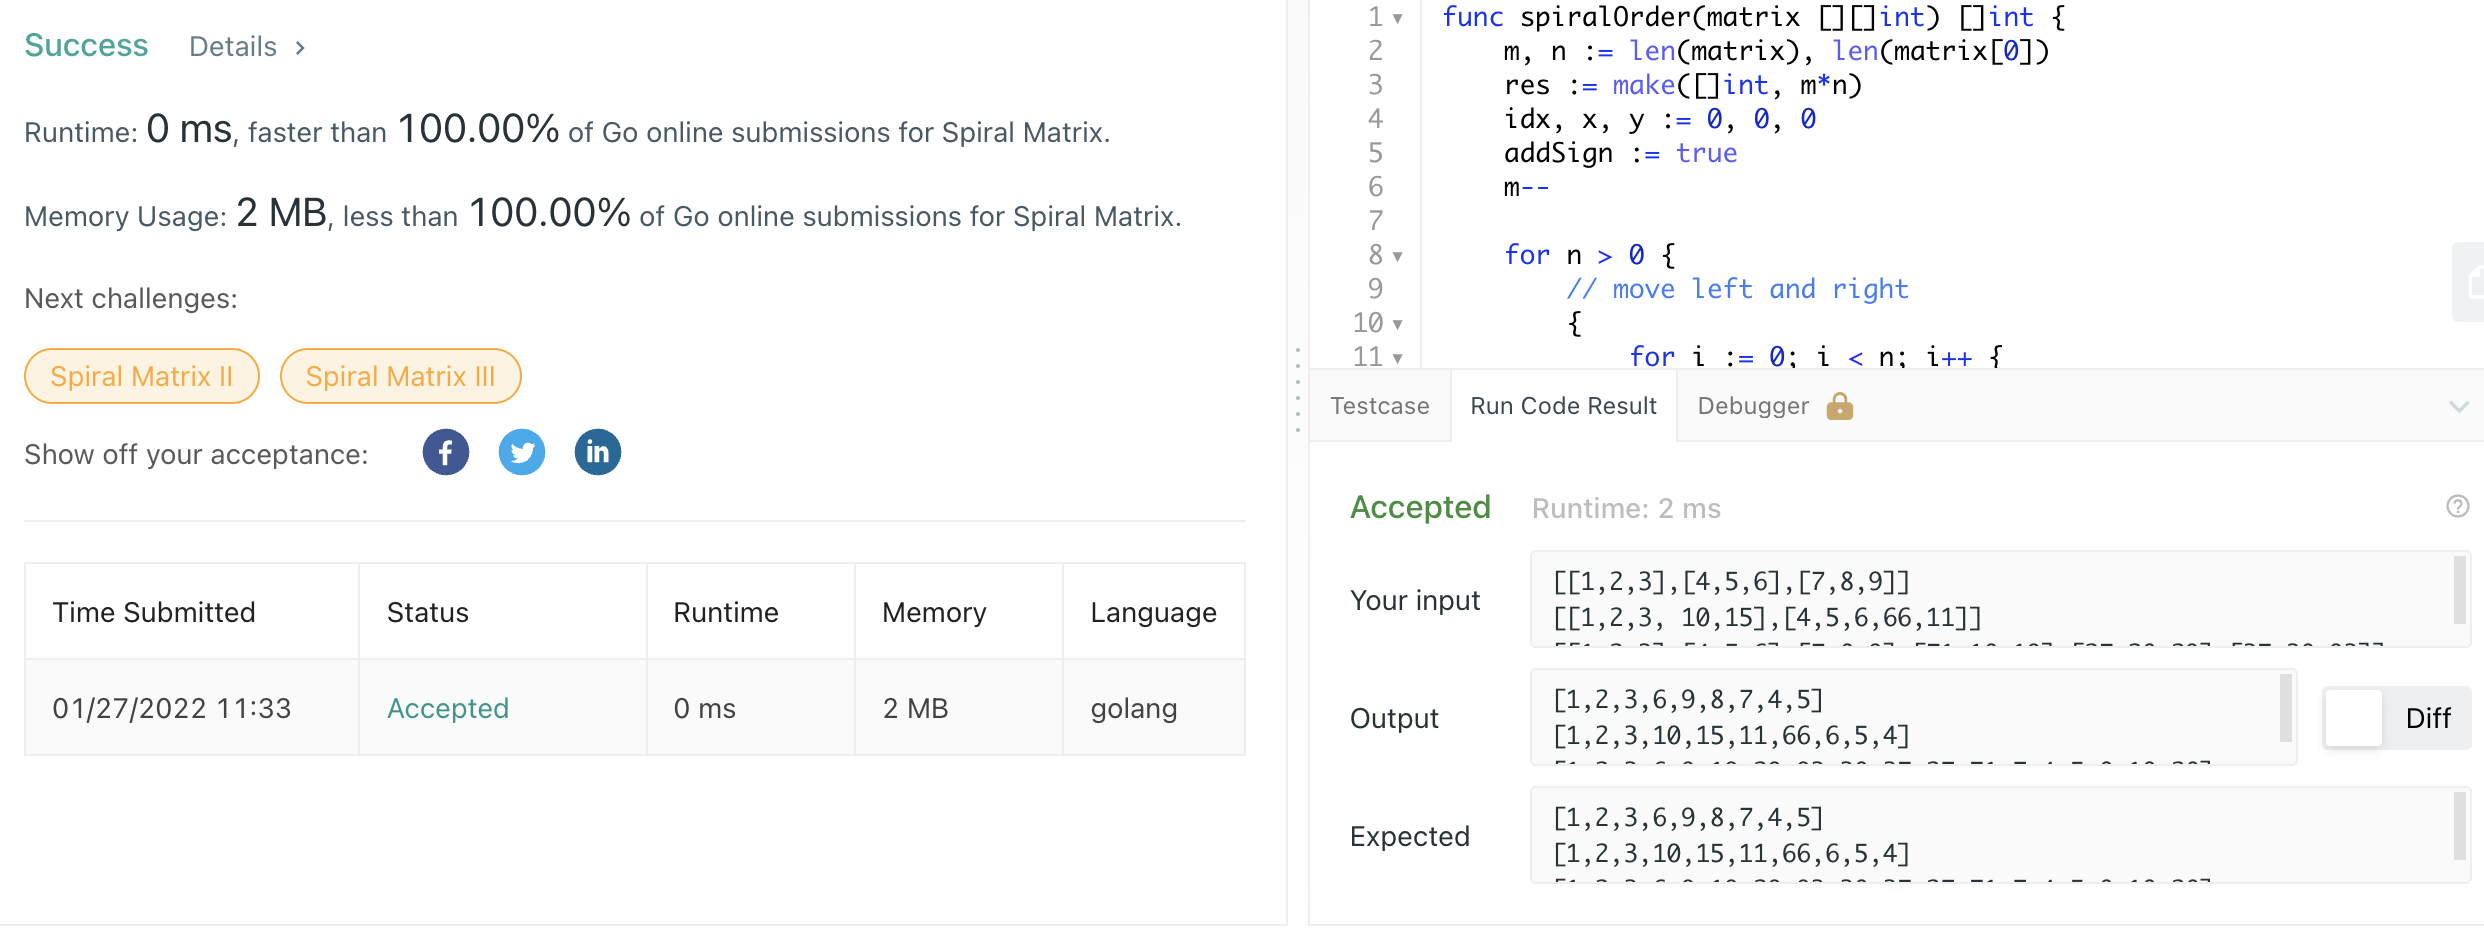 Success Details >
Runtime: 0 ms, faster than 100.00% of Go online submissions for Spiral Matrix.
Memory Usage: 2 MB, less than 100.00% of Go online submissions for Spiral Matrix.
Next challenges:
Spiral Matrix II Spiral Matrix III
Show off your acceptance:
Time Submitted Status Runtime Memory Language
01/27/2022 11:33 Accepted 0 ms 2 MB golang
1 func spiralOrder(matrix [][]int) []int {
2 m, n := len(matrix), len(matrix[0])
3 res := make([]int, m*n)
4 idx, x, y := 0, 0, 0
5 addSign := true
6 m--
7
8 for n > 0 {
9 // move left and right
10 {
11 for i := 0; i < n; i++ {
Testcase Run Code Result Debugger
Accepted Runtime: 2 ms
Your input
[[1,2,3],[4,5,6],[7,8,9]]
[[1,2,3, 10,15],[4,5,6,66,11]]
Output
[1,2,3,6,9,8,7,4,5]
[1,2,3,10,15,11,66,6,5,4]
Diff
Expected
[1,2,3,6,9,8,7,4,5]
[1,2,3,10,15,11,66,6,5,4]